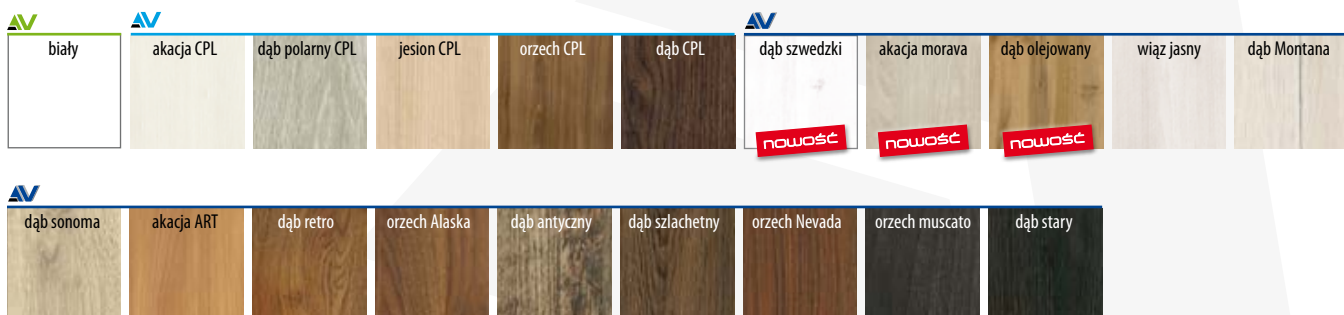 AV
AV
AV
biały
akacja CPL
dąb polarny CPL
jesion CPL
orzech CPL
dąb CPL
dąb szwedzki
akacja morava
dąb olejowany
wiąz jasny
dąb Montana
nowość
nowość
nowość
AV
dąb sonoma
akacja ART
dąb retro
orzech Alaska
dąb antyczny
dąb szlachetny
orzech Nevada
orzech muscato
dąb stary